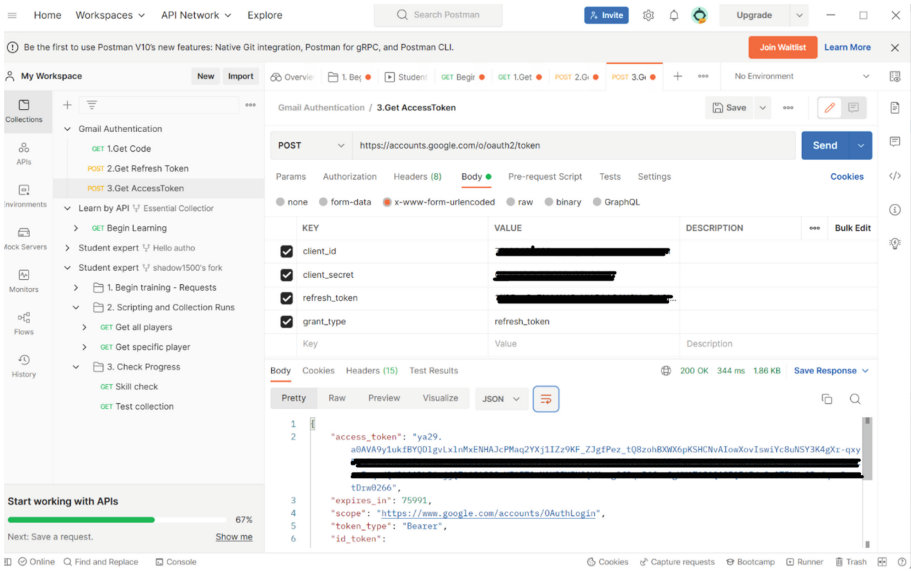 Home Workspaces API Network Explore Search Postman Invite Upgrade
Be the first to use Postman V10's new features: Native Git integration, Postman for gRPC, and Postman CLI. Join Waitlist Learn More
My Workspace New Import Overvie 1. Beg Student GET Begir GET 1.Get POST 2.G POST 3.G No Environment
Collections
APIs
Environments
Mock Servers
Monitors
Flows
History
Gmail Authentication
GET 1.Get Code
POST 2.Get Refresh Token
POST 3.Get AccessToken
Learn by API Essential Collectior
GET Begin Learning
Student expert Hello autho
Student expert shadow1500's fork
1. Begin training - Requests
2. Scripting and Collection Runs
GET Get all players
GET Get specific player
3. Check Progress
GET Skill check
GET Test collection
Start working with APIs
67%
Next: Save a request. Show me
Gmail Authentication / 3.Get AccessToken Save
POST https://accounts.google.com/o/oauth2/token Send
Params Authorization Headers (8) Body Pre-request Script Tests Settings Cookies
none form-data x-www-form-urlencoded raw binary GraphQL
KEY VALUE DESCRIPTION Bulk Edit
client_id
client_secret
refresh_token
grant_type refresh_token
Key Value Description
Body Cookies Headers (15) Test Results 200 OK 344 ms 1.86 KB Save Response
Pretty Raw Preview Visualize JSON
1 {
2 "access_token": "ya29.
a0AVA9y1ukfBYQDlgvLxlnMxENHAJcPMaq2YXj1IZz9KF_ZJgfPez_tQ8zohBXWX6pKSHCNvAIowXovIswiYc8uNSY3K4gXr-qxy
tDrw0266",
3 "expires_in": 75991,
4 "scope": "https://www.google.com/accounts/OAuthLogin",
5 "token_type": "Bearer",
6 "id_token":
Online Find and Replace Console Cookies Capture requests Bootcamp Runner Trash